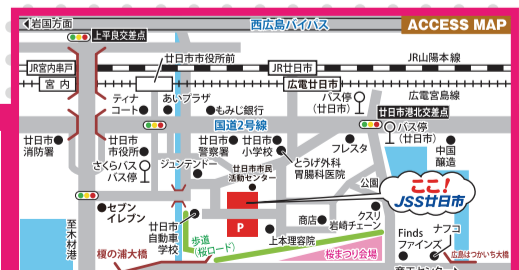 岩国方面
西広島バイパス
ACCESS MAP
上平良交差点
廿日市市役所前
JR宮内串戸
JR廿日市
JR山陽本線
宮内
広電廿日市
バス停
(廿日市)
広電宮島線
ティナ
コート
あいプラザ
もみじ銀行
廿日市港北交差点
国道2号線
バス停
(廿日市)
廿日市
消防署
廿日市
市役所
廿日市
警察署
廿日市
小学校
フレスタ
中国
醸造
さくらバス
バス停
ジュンテンドー
とうげ外科
胃腸科医院
廿日市市民
活動センター
公園
ここ!
JSS廿日市
セブン
イレブン
至木材港
廿日市
自動車
学校
P
商店
クスリ
岩崎チェーン
上本理容院
Finds
ファインズ
ナフコ
榎の浦大橋
歩道
(桜ロード)
桜まつり会場
広島はつかいち大橋